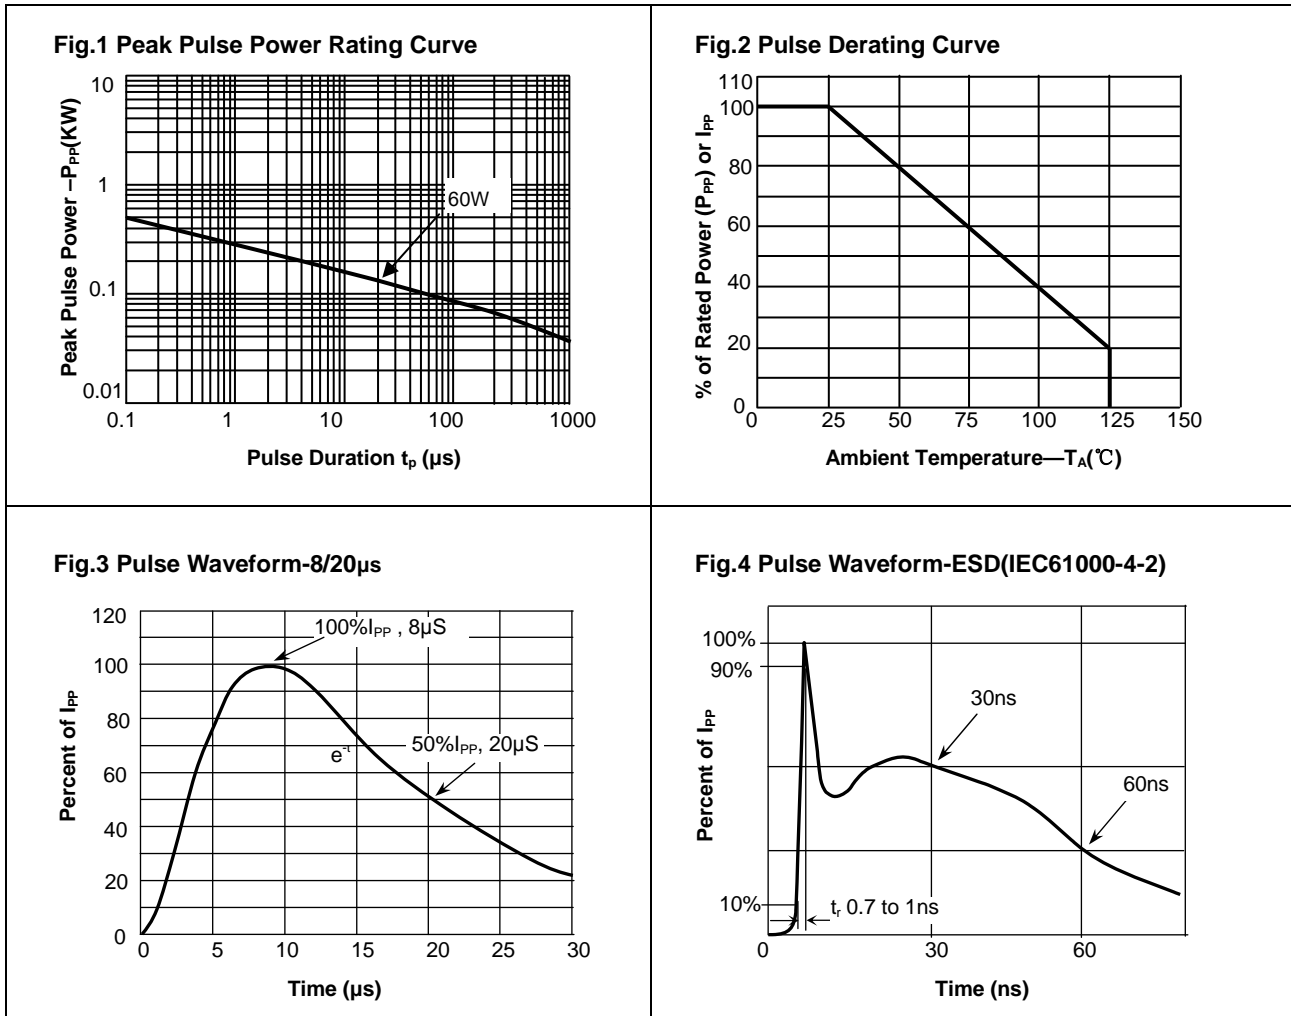 Fig.1 Peak Pulse Power Rating Curve
Peak Pulse Power –PPP(KW)
10
1
0.1
0.01
60W
0.1 1 10 100 1000
Pulse Duration tp (µs)
Fig.2 Pulse Derating Curve
% of Rated Power (PPP) or IPP
110
100
80
60
40
20
0
0 25 50 75 100 125 150
Ambient Temperature—TA(℃)
Fig.3 Pulse Waveform-8/20µs
Percent of IPP
120
100
80
60
40
20
0
100%IPP , 8µS
e-t
50%IPP, 20µS
0 5 10 15 20 25 30
Time (µs)
Fig.4 Pulse Waveform-ESD(IEC61000-4-2)
Percent of IPP
100%
90%
10%
30ns
60ns
tr 0.7 to 1ns
0 30 60
Time (ns)